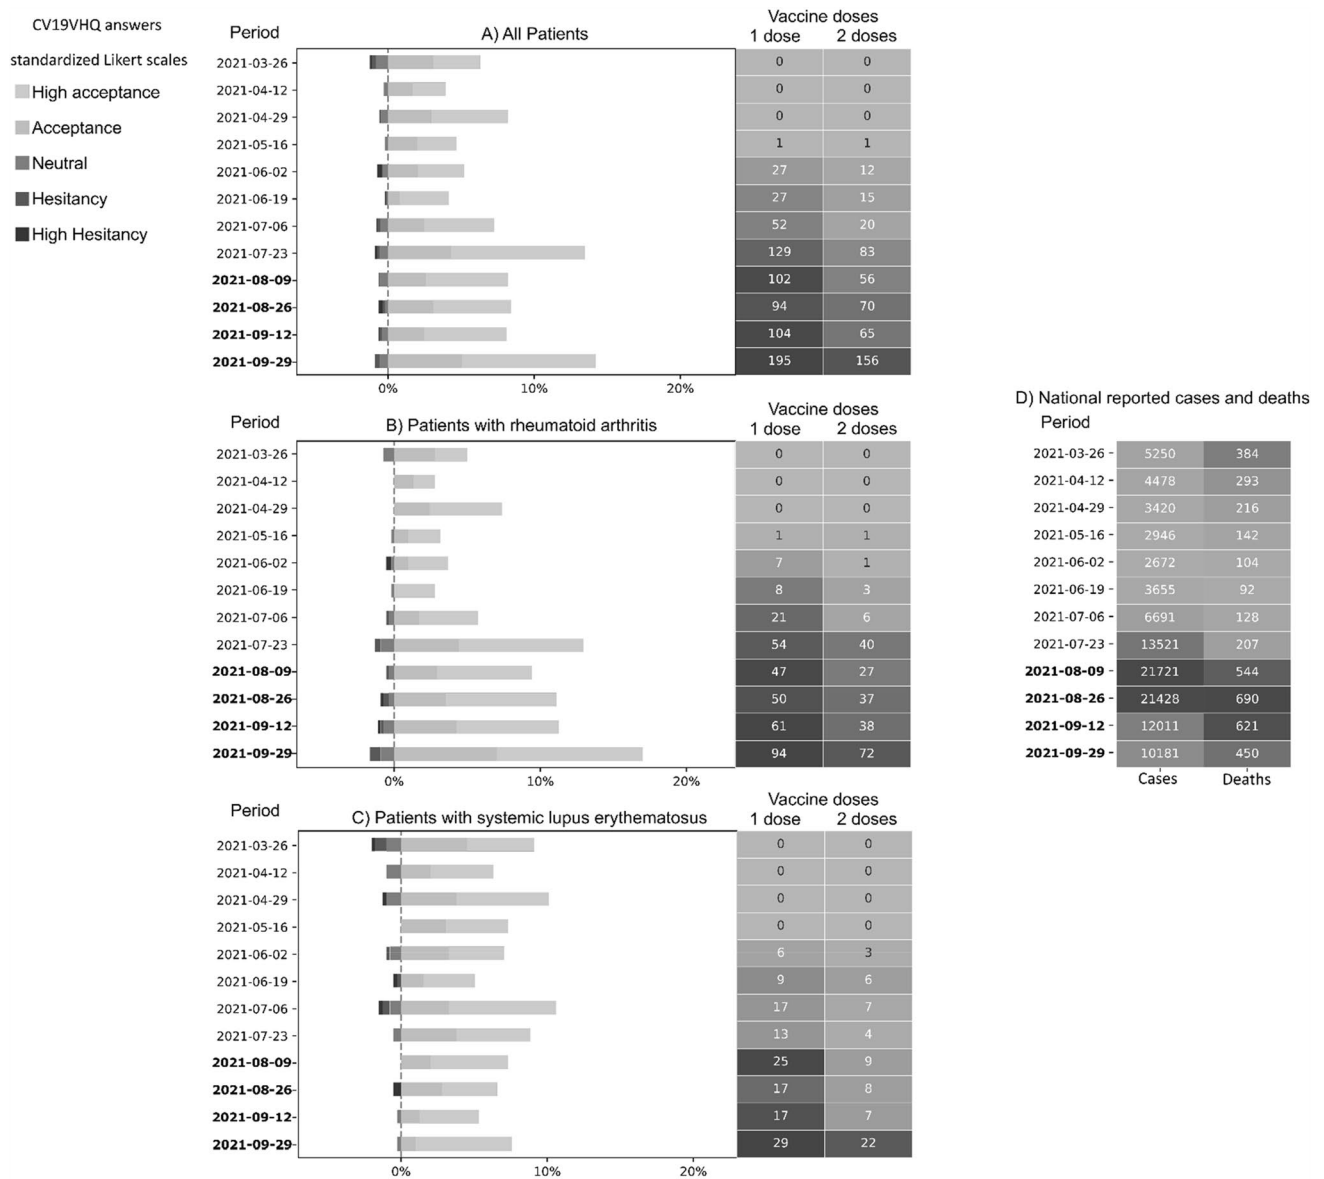 CV19VHQ answers
standardized Likert scales
High acceptance
Acceptance
Neutral
Hesitancy
High Hesitancy
Period
A) All Patients
Vaccine doses
1 dose 2 doses
2021-03-26 0 0
2021-04-12 0 0
2021-04-29 0 0
2021-05-16 1 1
2021-06-02 27 12
2021-06-19 27 15
2021-07-06 52 20
2021-07-23 129 83
2021-08-09 102 56
2021-08-26 94 70
2021-09-12 104 65
2021-09-29 195 156
0% 10% 20%
Period
B) Patients with rheumatoid arthritis
Vaccine doses
1 dose 2 doses
2021-03-26 0 0
2021-04-12 0 0
2021-04-29 0 0
2021-05-16 1 1
2021-06-02 7 1
2021-06-19 8 3
2021-07-06 21 6
2021-07-23 54 40
2021-08-09 47 27
2021-08-26 50 37
2021-09-12 61 38
2021-09-29 94 72
0% 10% 20%
Period
C) Patients with systemic lupus erythematosus
Vaccine doses
1 dose 2 doses
2021-03-26 0 0
2021-04-12 0 0
2021-04-29 0 0
2021-05-16 0 0
2021-06-02 6 3
2021-06-19 9 6
2021-07-06 17 7
2021-07-23 13 4
2021-08-09 25 9
2021-08-26 17 8
2021-09-12 17 7
2021-09-29 29 22
0% 10% 20%
D) National reported cases and deaths
Period
2021-03-26 5250 384
2021-04-12 4478 293
2021-04-29 3420 216
2021-05-16 2946 142
2021-06-02 2672 104
2021-06-19 3655 92
2021-07-06 6691 128
2021-07-23 13521 207
2021-08-09 21721 544
2021-08-26 21428 690
2021-09-12 12011 621
2021-09-29 10181 450
Cases Deaths